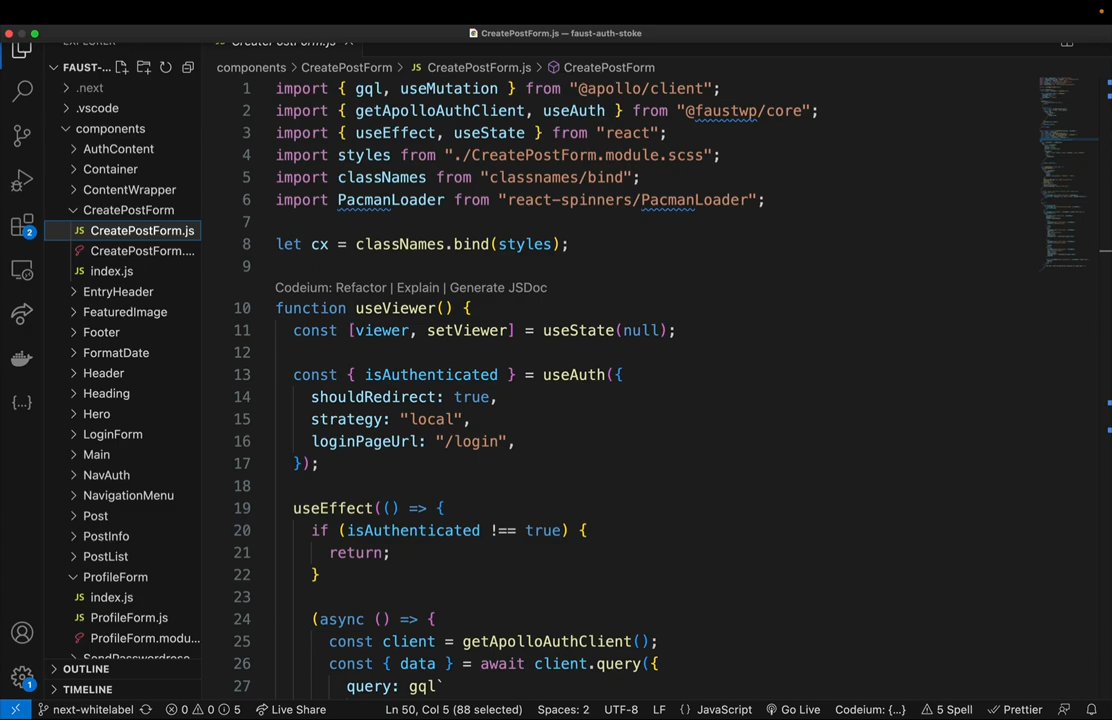 CreatePostForm.js — faust-auth-stoke
EXPLORER
CreatePostForm.js
FAUST-...
.next
.vscode
components
AuthContent
Container
ContentWrapper
CreatePostForm
CreatePostForm.js
CreatePostForm....
index.js
EntryHeader
FeaturedImage
Footer
FormatDate
Header
Heading
Hero
LoginForm
Main
NavAuth
NavigationMenu
Post
PostInfo
PostList
ProfileForm
index.js
ProfileForm.js
ProfileForm.modu...
OUTLINE
TIMELINE
2
1
components > CreatePostForm > JS CreatePostForm.js > CreatePostForm
1 import { gql, useMutation } from "@apollo/client";
2 import { getApolloAuthClient, useAuth } from "@faustwp/core";
3 import { useEffect, useState } from "react";
4 import styles from "./CreatePostForm.module.scss";
5 import classNames from "classnames/bind";
6 import PacmanLoader from "react-spinners/PacmanLoader";
7
8 let cx = classNames.bind(styles);
9
Codeium: Refactor | Explain | Generate JSDoc
10 function useViewer() {
11 const [viewer, setViewer] = useState(null);
12
13 const { isAuthenticated } = useAuth({
14 shouldRedirect: true,
15 strategy: "local",
16 loginPageUrl: "/login",
17 });
18
19 useEffect(() => {
20 if (isAuthenticated !== true) {
21 return;
22 }
23
24 (async () => {
25 const client = getApolloAuthClient();
26 const { data } = await client.query({
27 query: gql`
next-whitelabel 0 0 5 Live Share Ln 50, Col 5 (88 selected) Spaces: 2 UTF-8 LF {} JavaScript Go Live Codeium: {...} 5 Spell Prettier